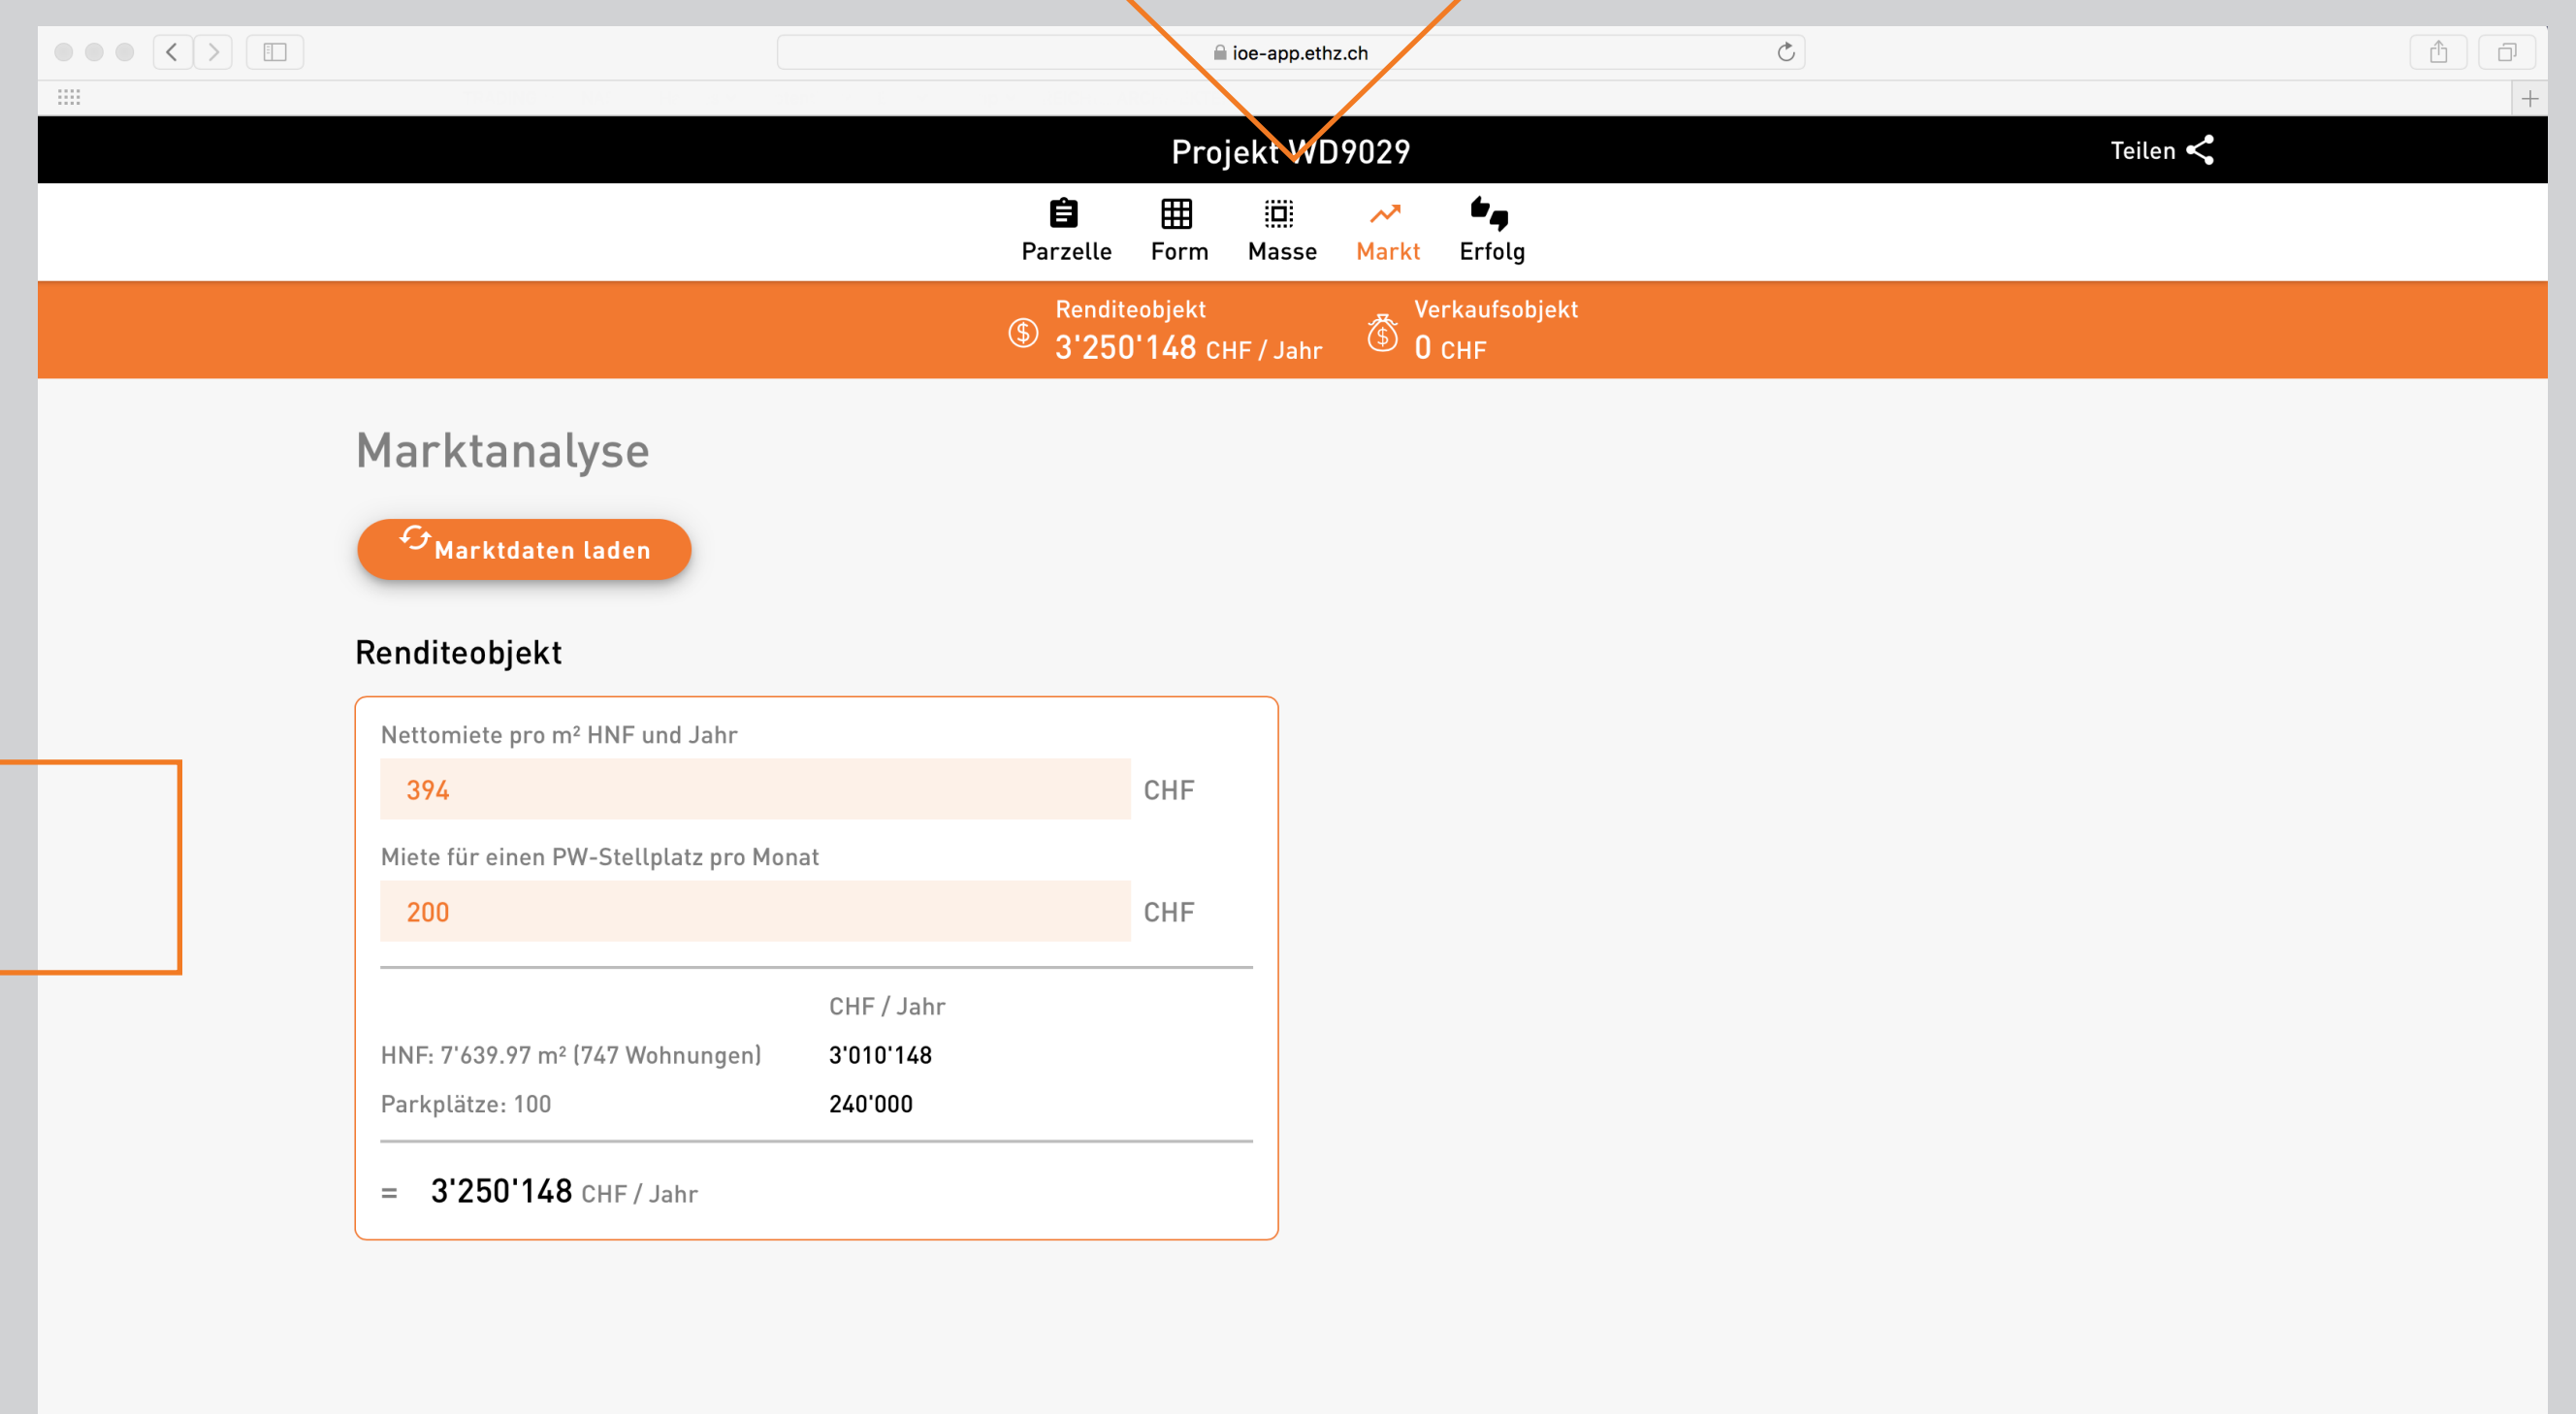 ioe-app.ethz.ch
Projekt WD9029
Teilen
Parzelle Form Masse Markt Erfolg
Renditeobjekt
3'250'148 CHF / Jahr
Verkaufsobjekt
0 CHF
Marktanalyse
Marktdaten laden
Renditeobjekt
Nettomiete pro m² HNF und Jahr
394 CHF
Miete für einen PW-Stellplatz pro Monat
200 CHF
CHF / Jahr
HNF: 7'639.97 m² (747 Wohnungen) 3'010'148
Parkplätze: 100 240'000
= 3'250'148 CHF / Jahr